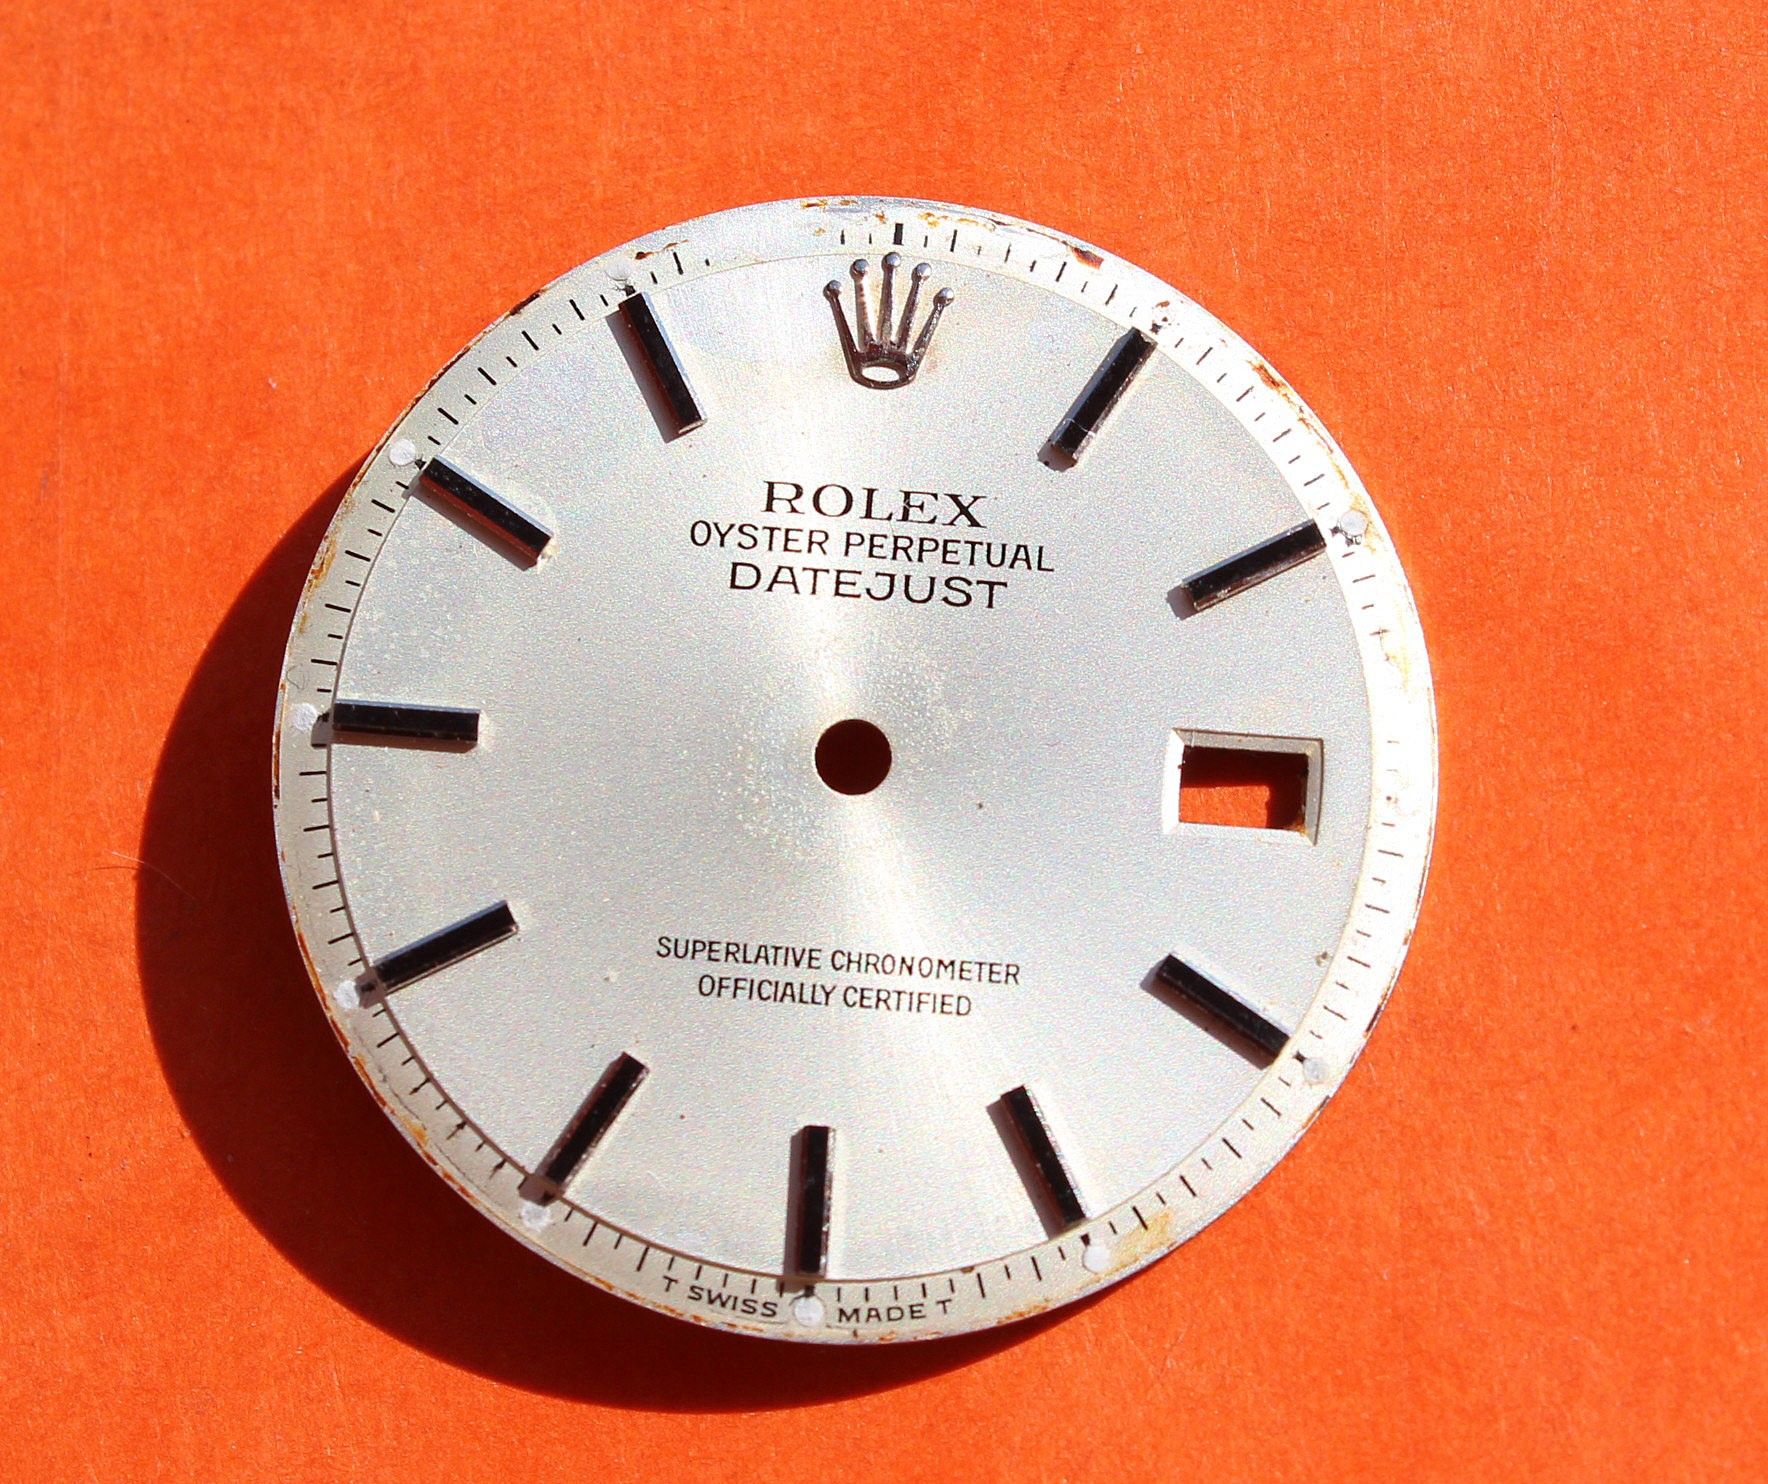 ROLEX
OYSTER PERPETUAL
DATEJUST
SUPERLATIVE CHRONOMETER
OFFICIALLY CERTIFIED
T SWISS MADE T